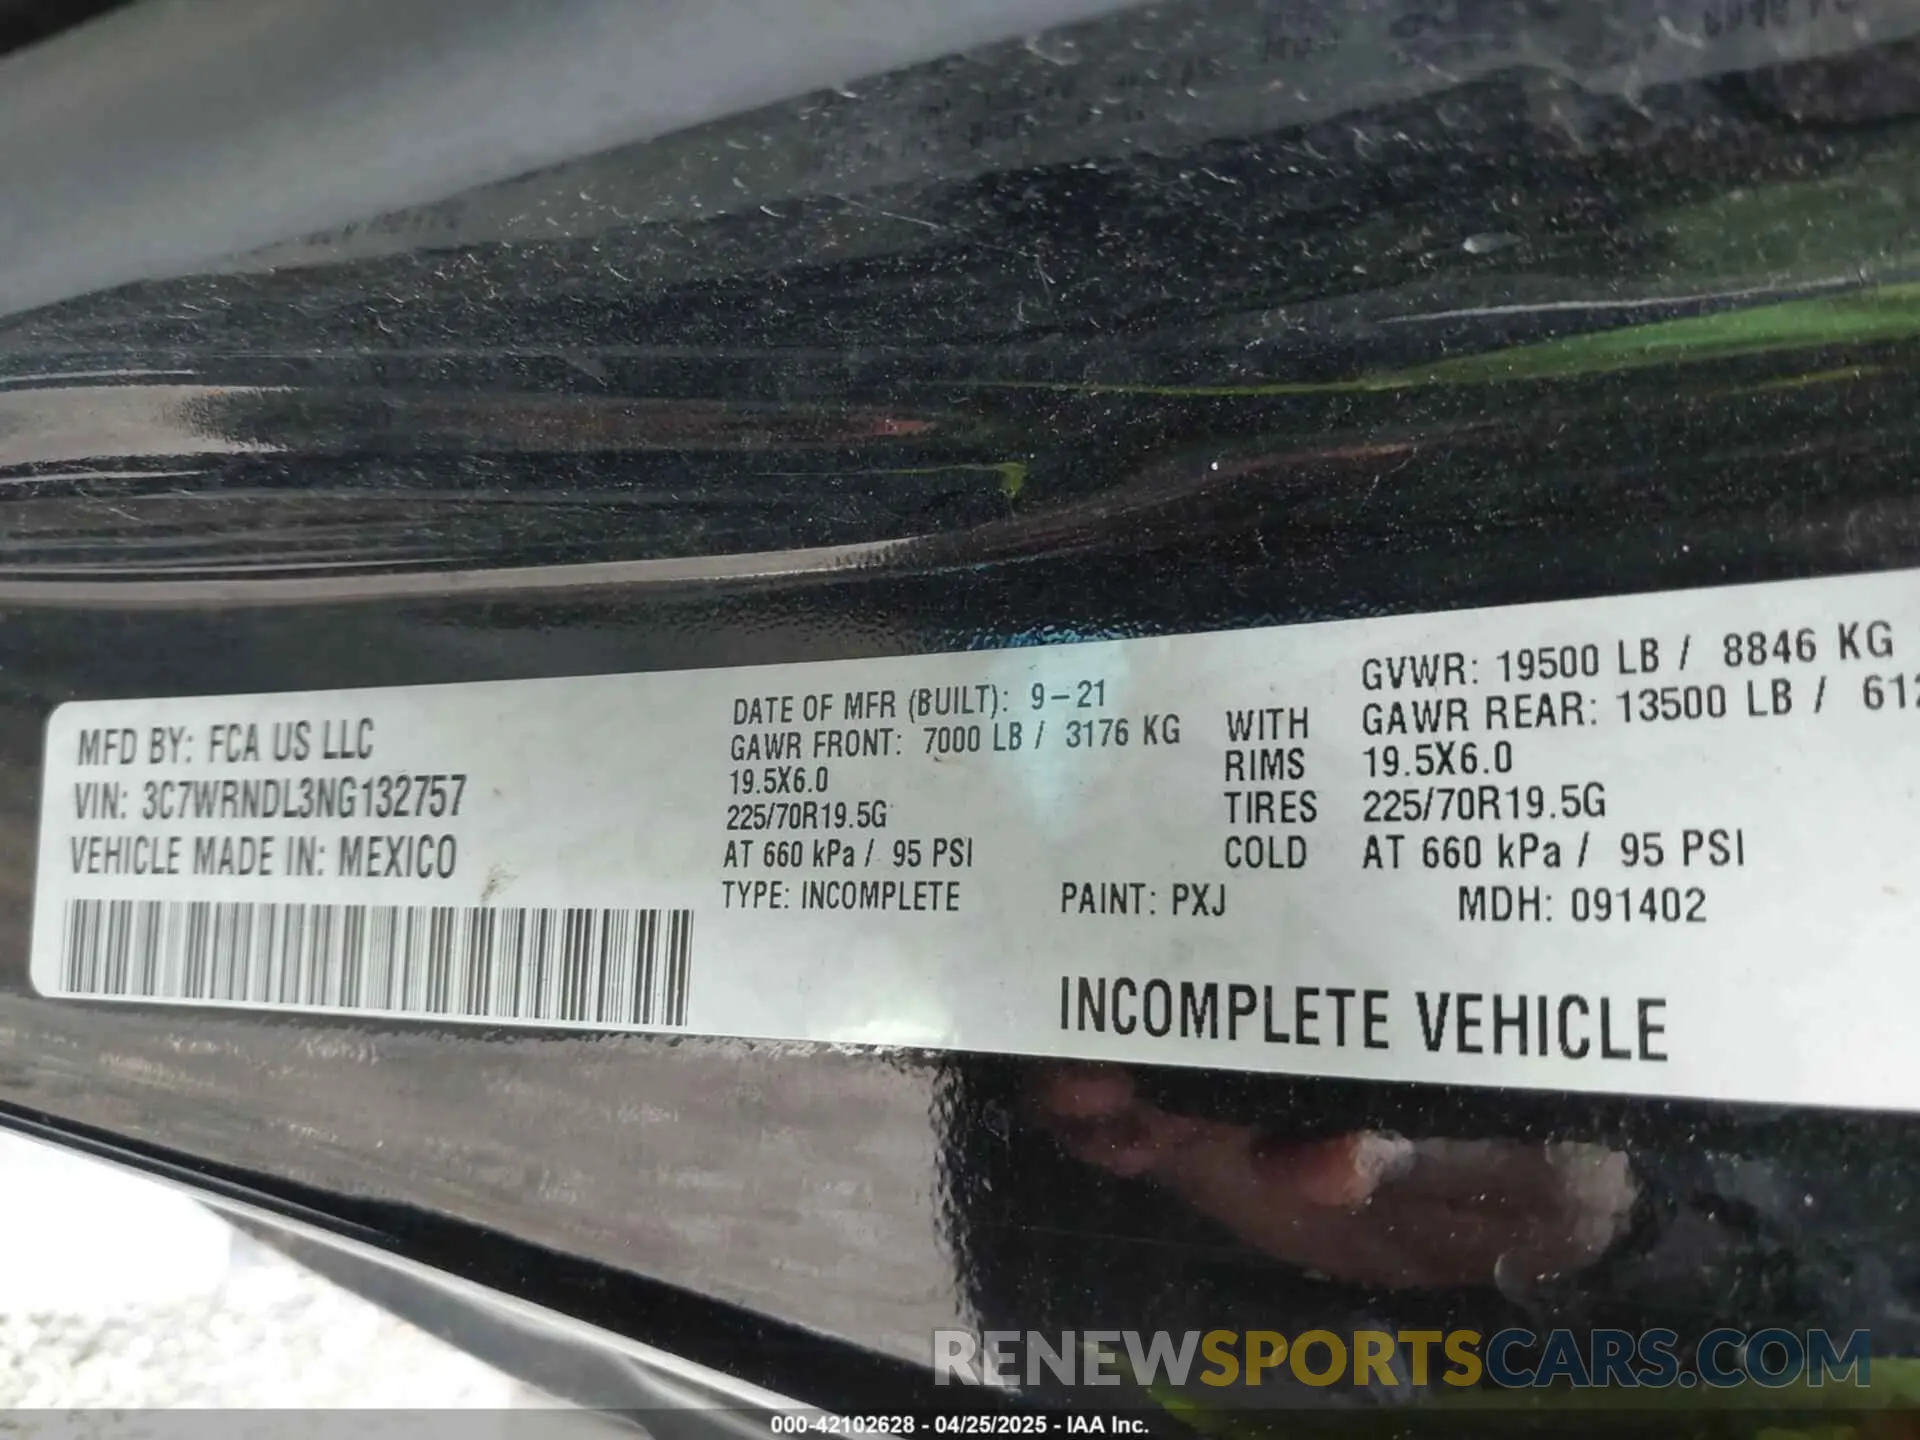 MFD BY: FCA US LLC
VIN: 3C7WRNDL3NG132757
VEHICLE MADE IN: MEXICO
DATE OF MFR (BUILT): 9-21
GAWR FRONT: 7000 LB / 3176 KG
19.5X6.0
225/70R19.5G
AT 660 kPa / 95 PSI
TYPE: INCOMPLETE
WITH
RIMS
TIRES
COLD
GVWR: 19500 LB / 8846 KG
GAWR REAR: 13500 LB /
19.5X6.0
225/70R19.5G
AT 660 kPa / 95 PSI
PAINT: PXJ
MDH: 091402
INCOMPLETE VEHICLE
RENEWSPORTSCARS.COM
000-42102628 - 04/25/2025 - IAA Inc.